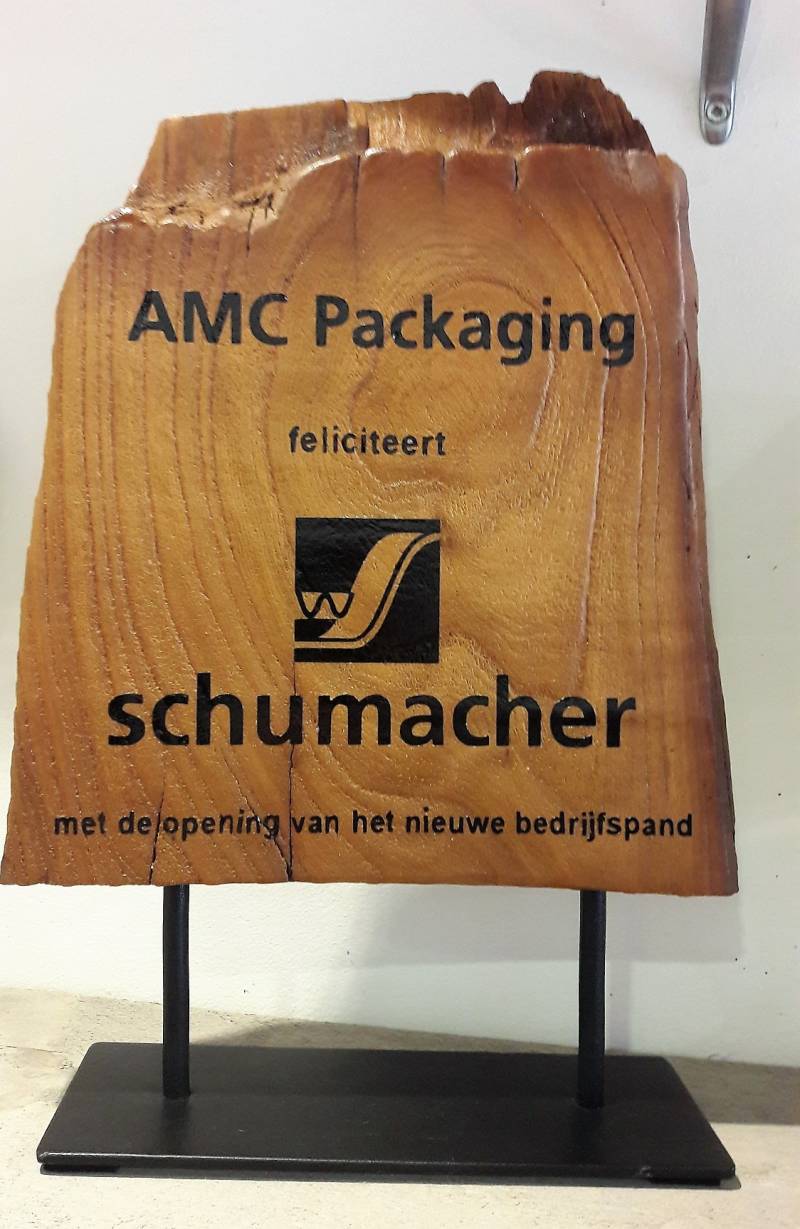 AMC Packaging
feliciteert
schumacher
met de opening van het nieuwe bedrijfspand